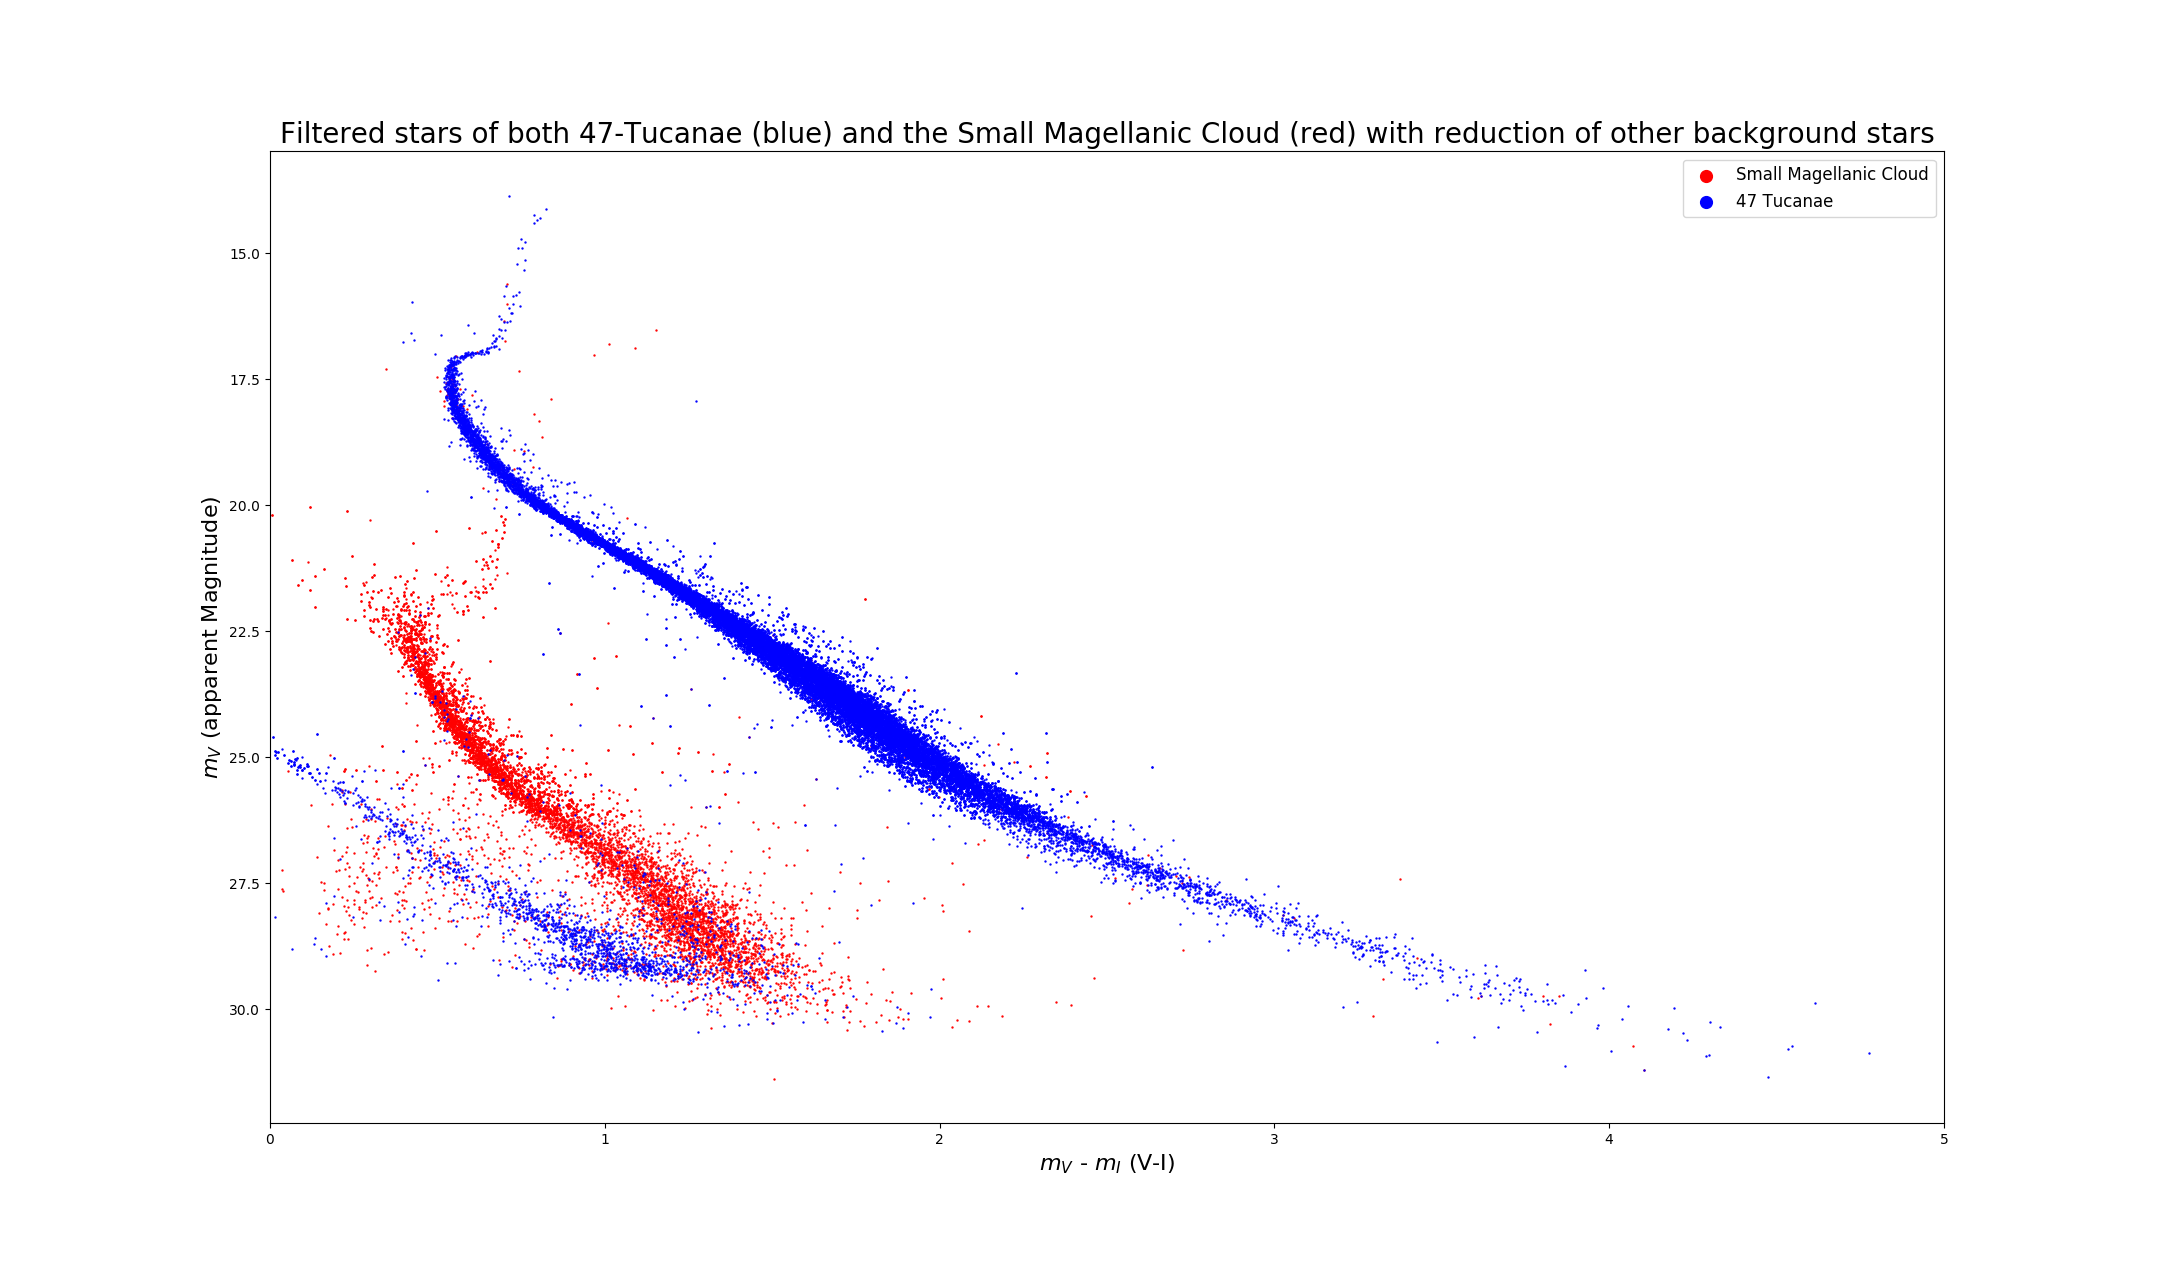 Filtered stars of both 47-Tucanae (blue) and the Small Magellanic Cloud (red) with reduction of other background stars
Small Magellanic Cloud
47 Tucanae
15.0
17.5
20.0
22.5
25.0
27.5
30.0
m_V (apparent Magnitude)
0 1 2 3 4 5
m_V - m_I (V-I)